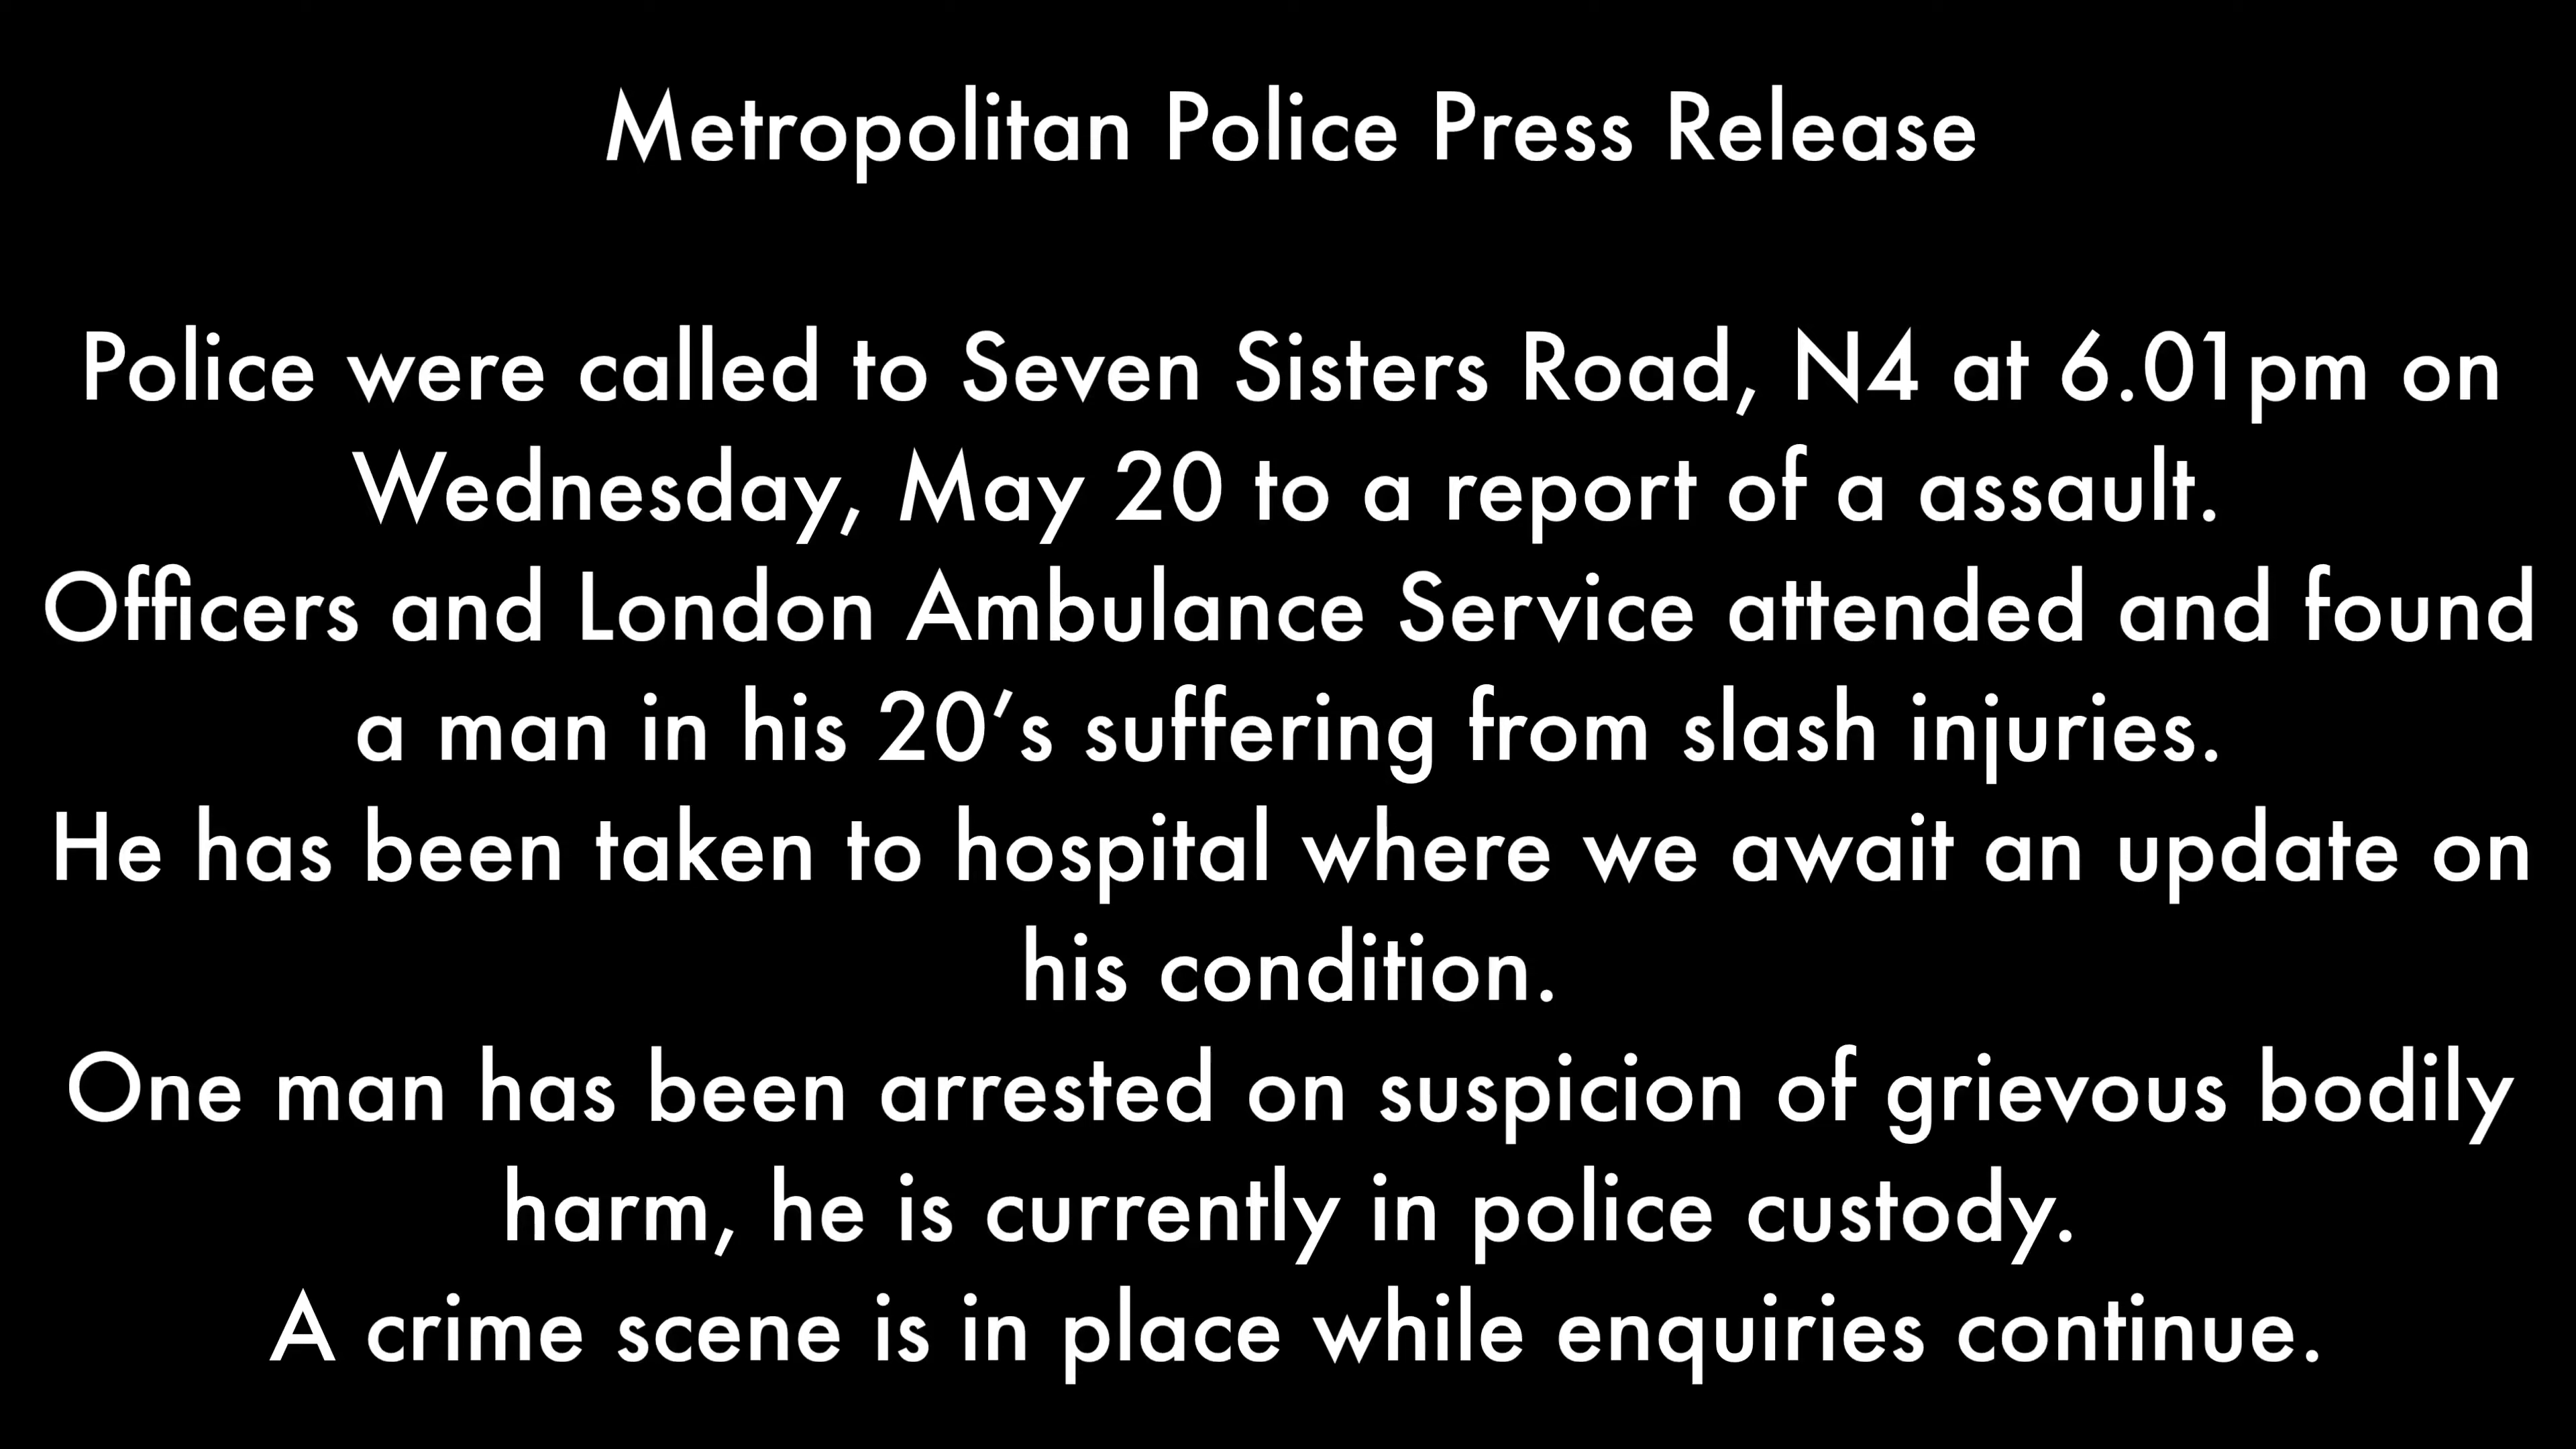 Metropolitan Police Press Release
Police were called to Seven Sisters Road, N4 at 6.01pm on
Wednesday, May 20 to a report of a assault.
Officers and London Ambulance Service attended and found
a man in his 20’s suffering from slash injuries.
He has been taken to hospital where we await an update on
his condition.
One man has been arrested on suspicion of grievous bodily
harm, he is currently in police custody.
A crime scene is in place while enquiries continue.